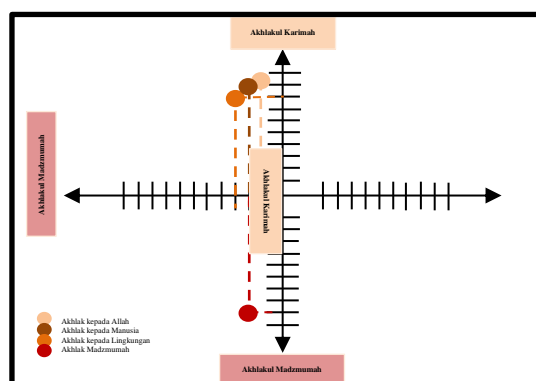 Akhlakul Karimah
Akhlakul Madzmumah
Akhlakul Karimah
Akhlak kepada Allah
Akhlak kepada Manusia
Akhlak kepada Lingkungan
Akhlak Madzmumah
Akhlakul Madzmumah